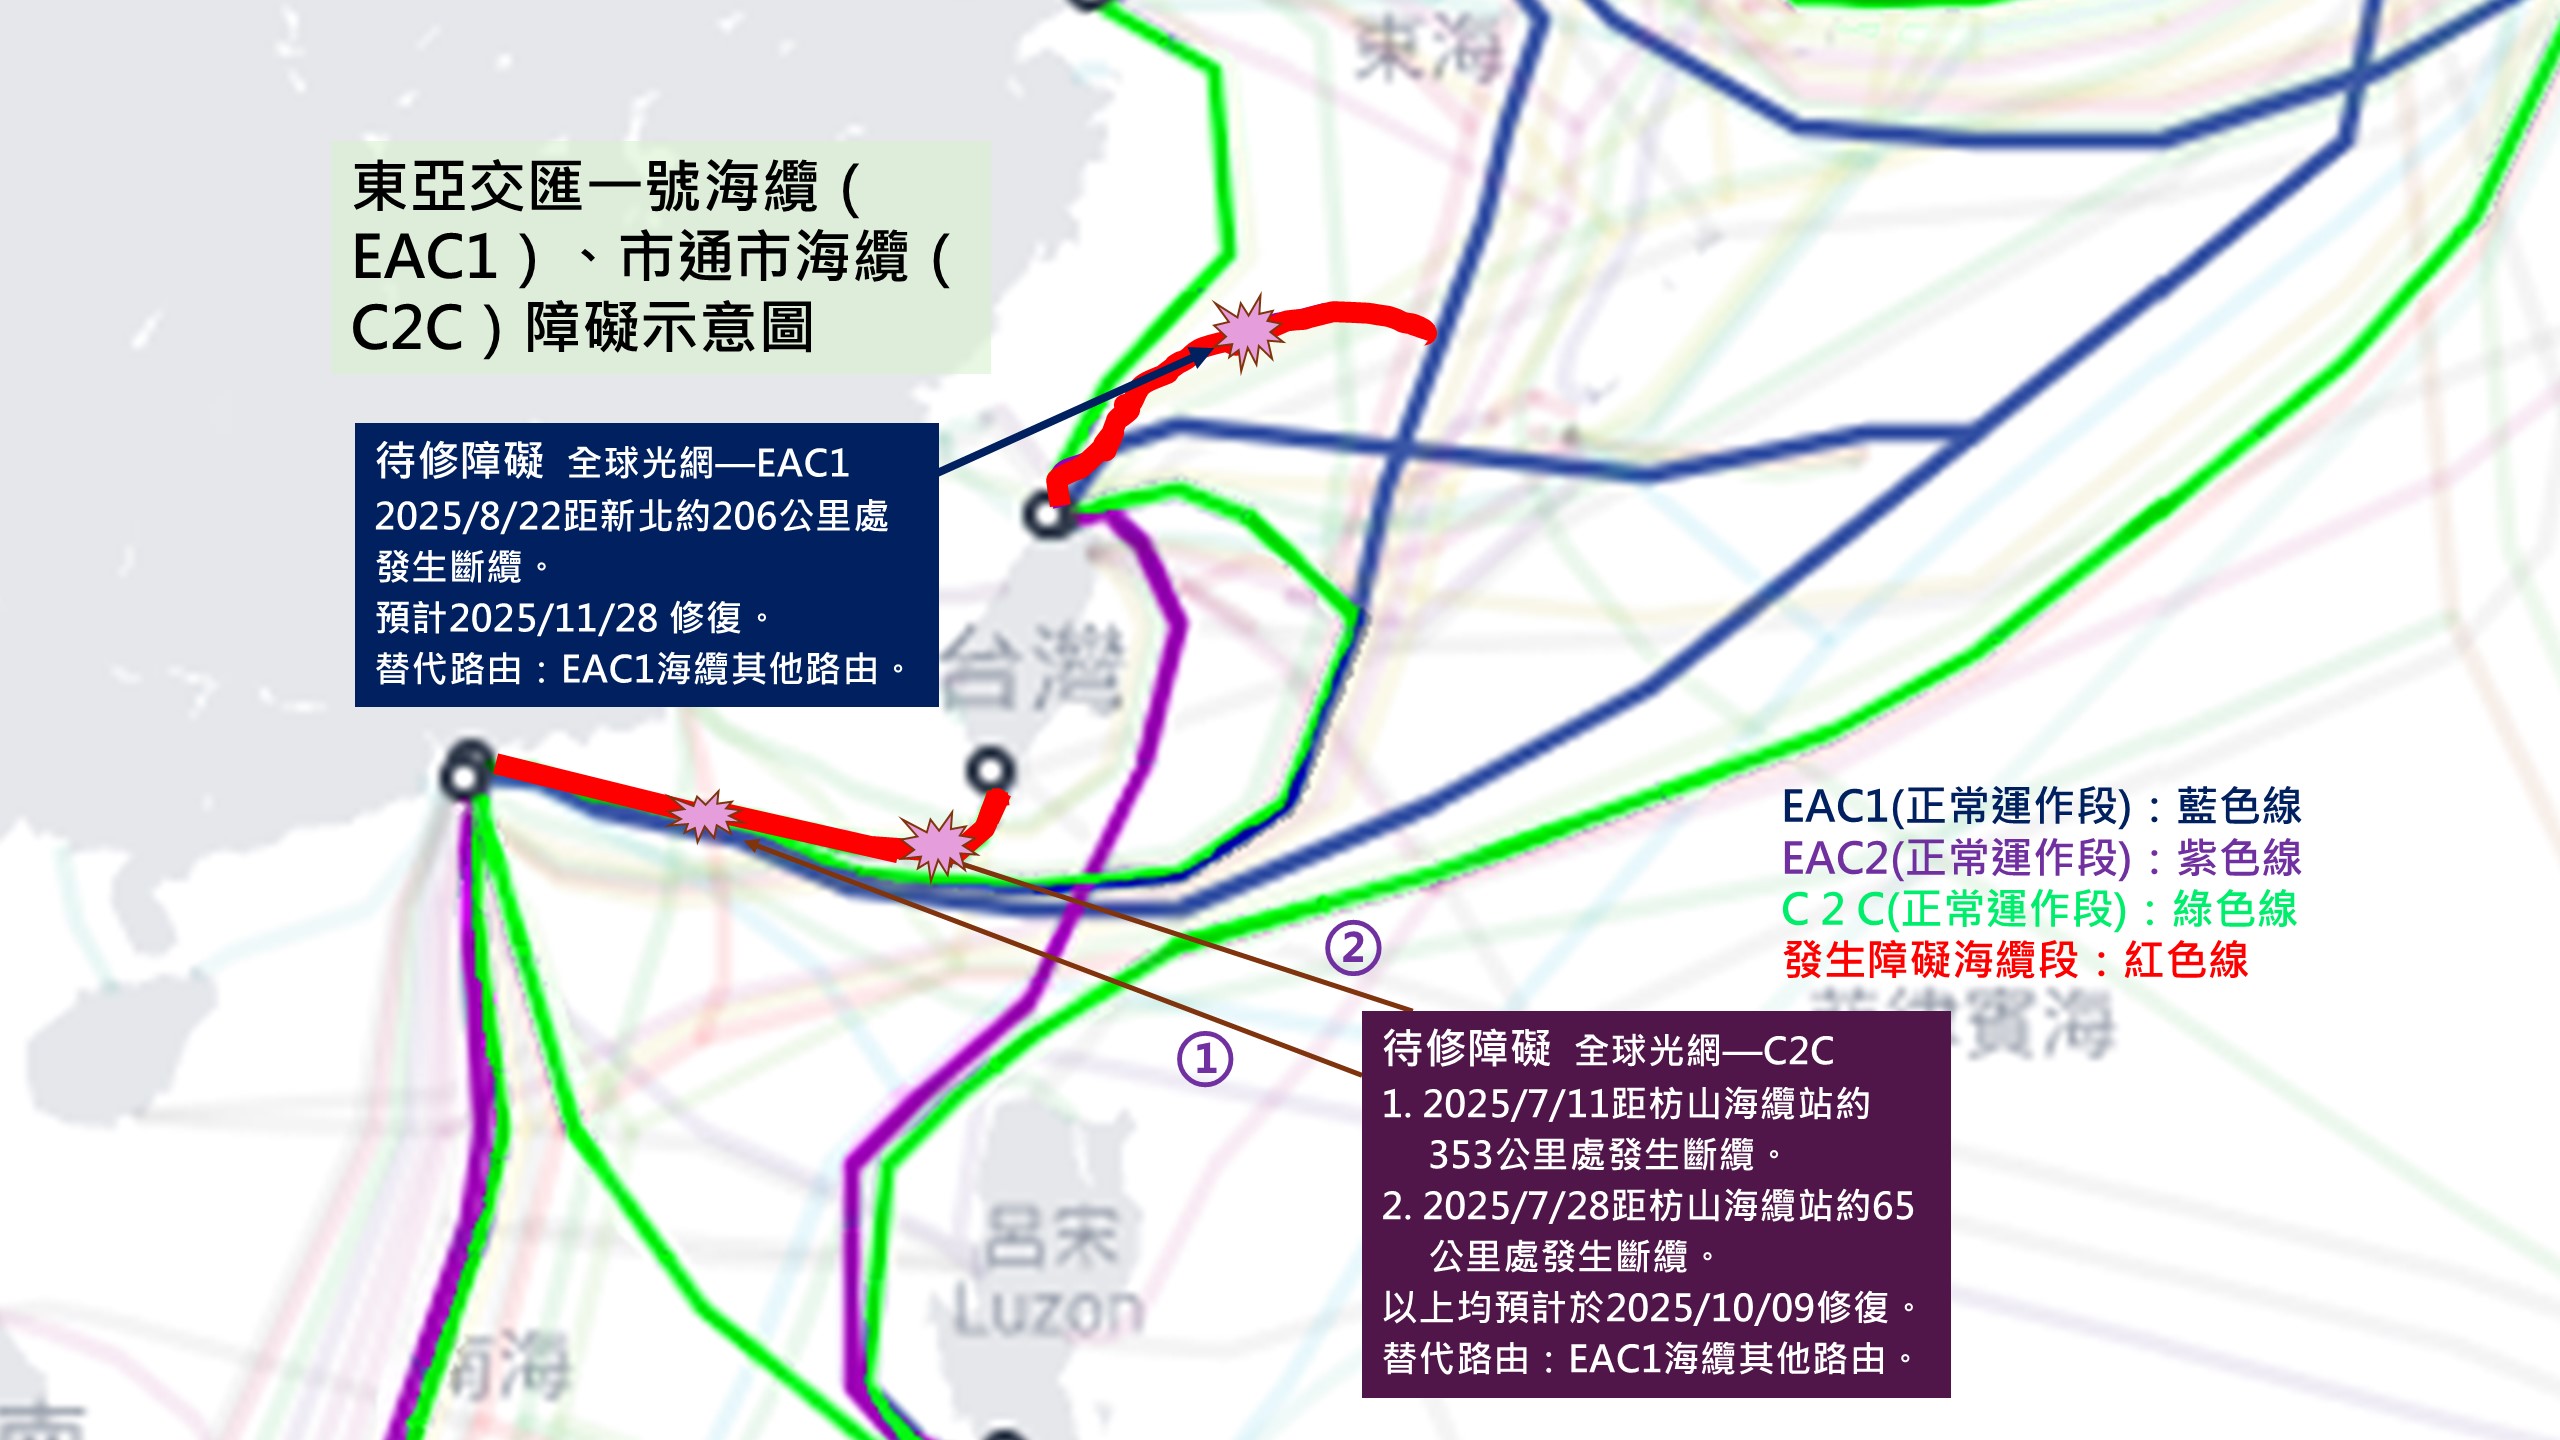 東海
東亞交匯一號海纜（
EAC1）、市通市海纜（
C2C）障礙示意圖
待修障礙 全球光網—EAC1
2025/8/22距新北約206公里處
發生斷纜。
預計2025/11/28 修復。
替代路由：EAC1海纜其他路由。
台灣
EAC1(正常運作段)：藍色線
EAC2(正常運作段)：紫色線
C 2 C(正常運作段)：綠色線
發生障礙海纜段：紅色線
賓海
②
①
待修障礙 全球光網—C2C
1. 2025/7/11距枋山海纜站約
353公里處發生斷纜。
2. 2025/7/28距枋山海纜站約65
公里處發生斷纜。
以上均預計於2025/10/09修復。
替代路由：EAC1海纜其他路由。
呂宋
Luzon
海